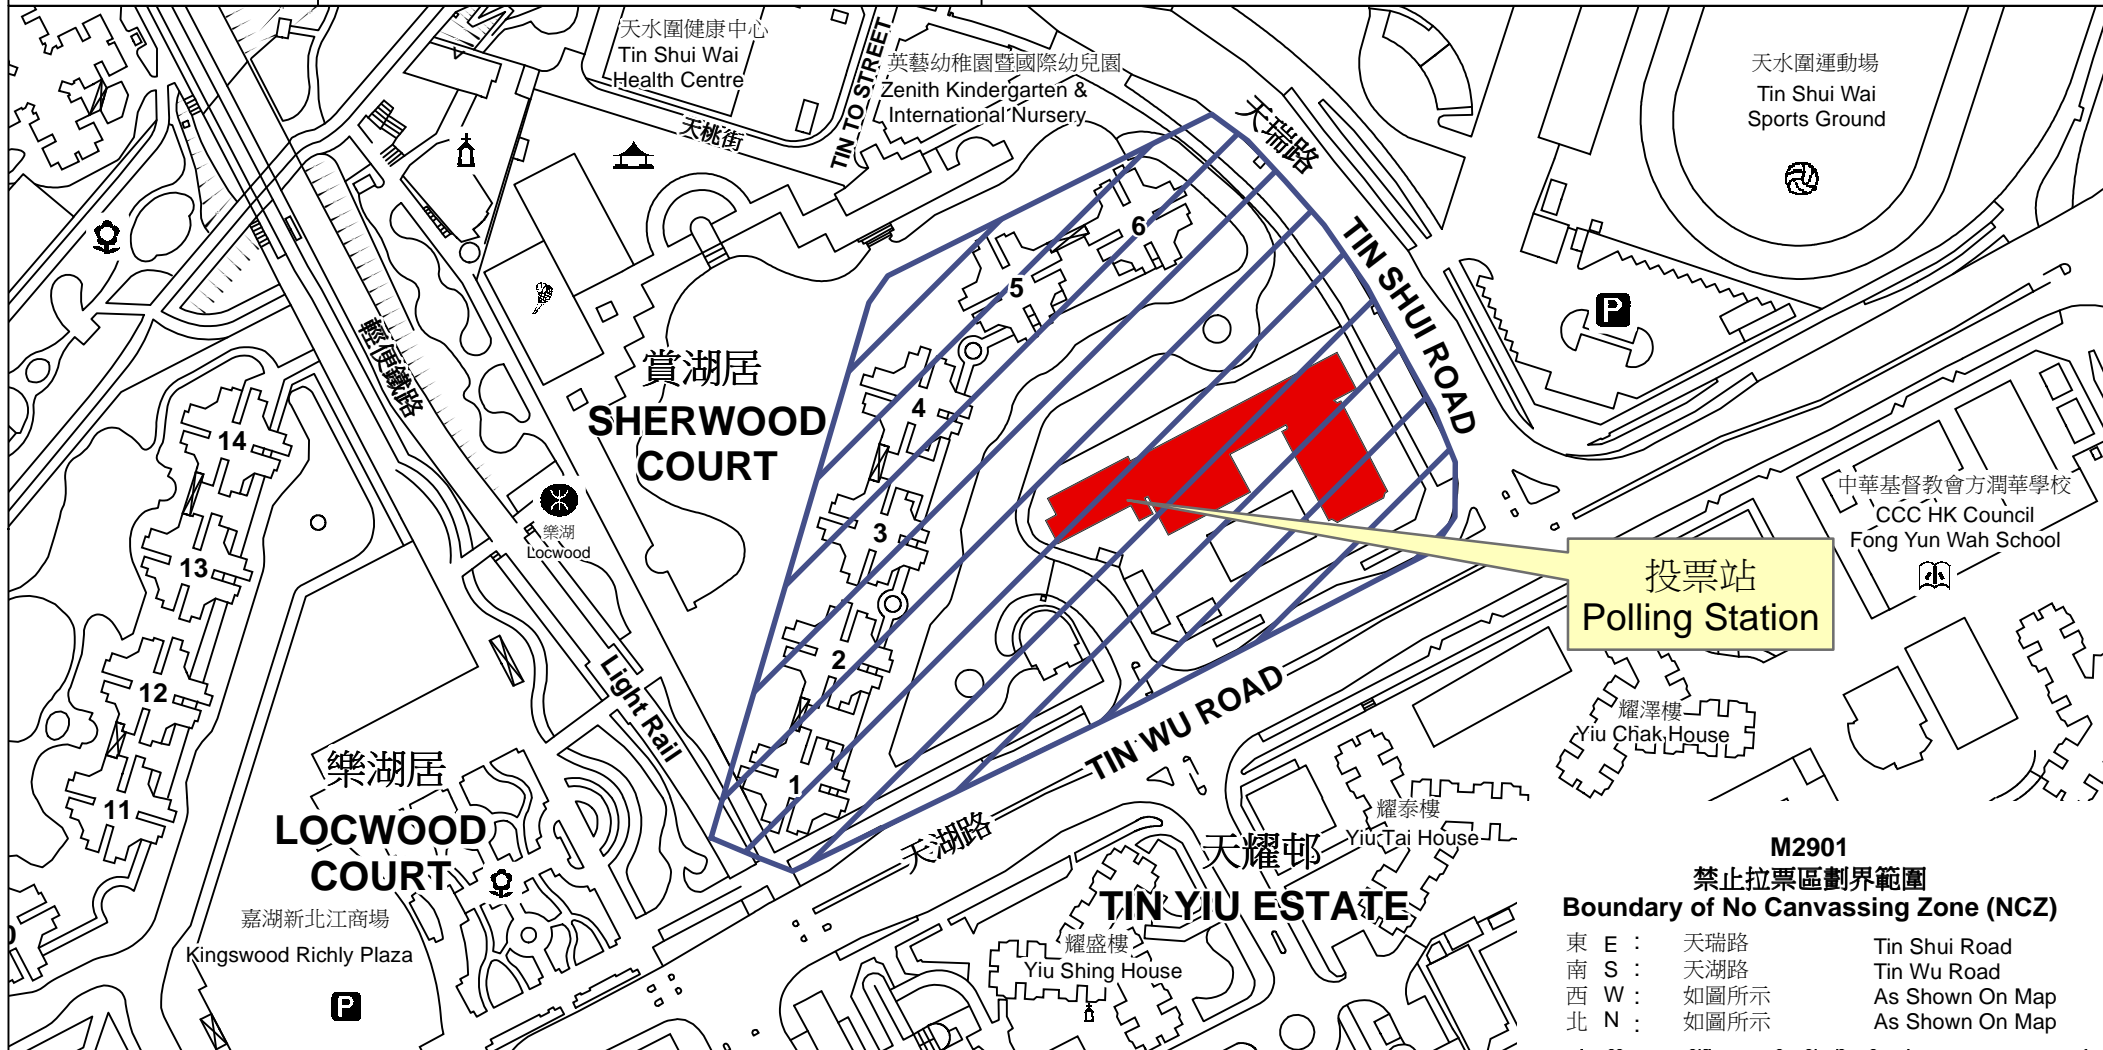 天水圍健康中心
Tin Shui Wai
Health Centre
天桃街
TIN TO STREET
英藝幼稚園暨國際幼兒園
Zenith Kindergarten &
International Nursery
天瑞路
TIN SHUI ROAD
天水圍運動場
Tin Shui Wai
Sports Ground
P
輕便鐵路
Light Rail
賞湖居
SHERWOOD
COURT
6
5
4
3
2
1
樂湖
Locwood
14
13
12
11
樂湖居
LOCWOOD
COURT
嘉湖新北江商場
Kingswood Richly Plaza
P
中華基督教會方潤華學校
CCC HK Council
Fong Yun Wah School
投票站
Polling Station
天湖路
TIN WU ROAD
耀澤樓
Yiu Chak House
耀泰樓
Yiu Tai House
天耀邨
TIN YIU ESTATE
耀盛樓
Yiu Shing House
M2901
禁止拉票區劃界範圍
Boundary of No Canvassing Zone (NCZ)
東 E : 天瑞路 Tin Shui Road
南 S : 天湖路 Tin Wu Road
西 W : 如圖所示 As Shown On Map
北 N : 如圖所示 As Shown On Map